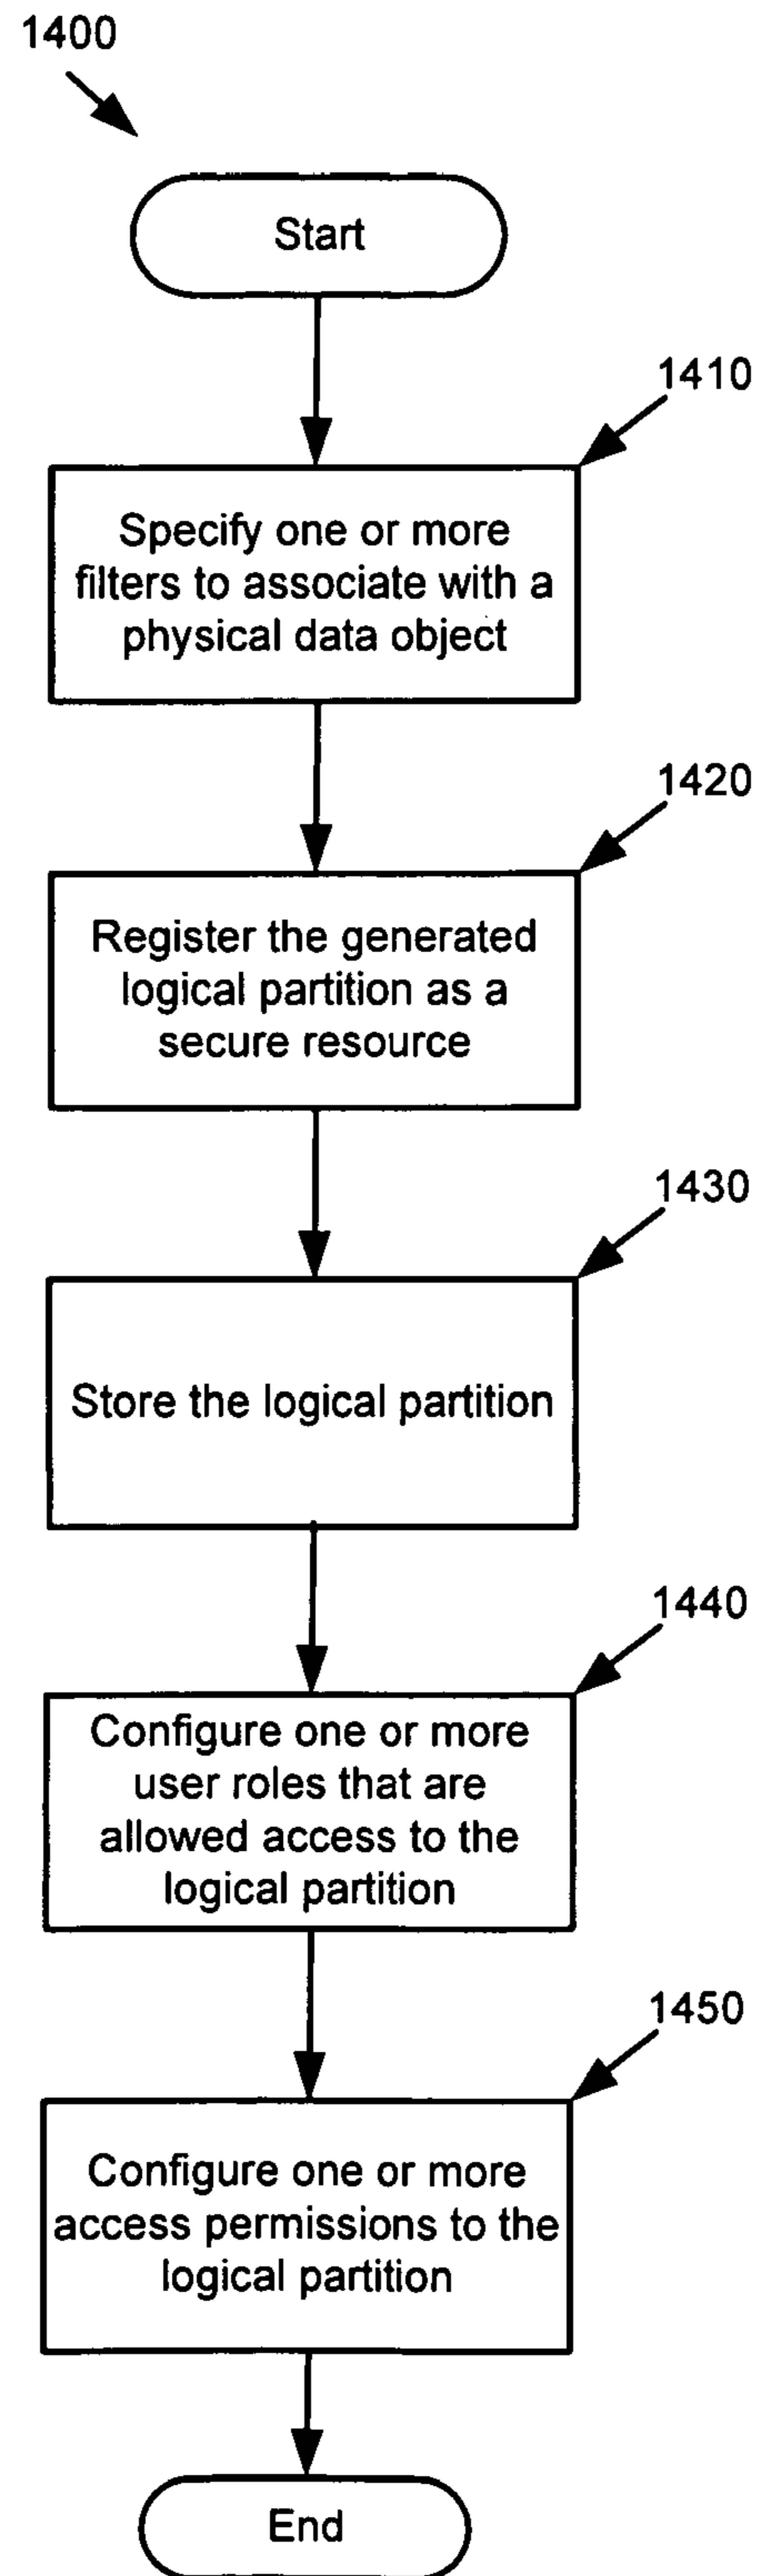 1400
Start
1410
Specify one or more
filters to associate with a
physical data object
1420
Register the generated
logical partition as a
secure resource
1430
Store the logical partition
1440
Configure one or more
user roles that are
allowed access to the
logical partition
1450
Configure one or more
access permissions to the
logical partition
End